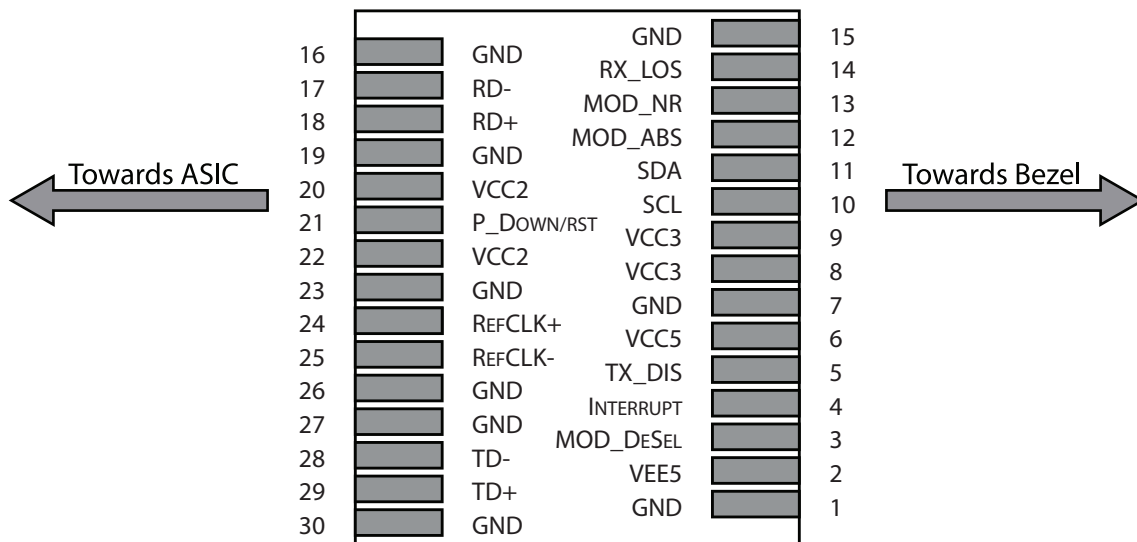 GND 15
16 GND
RX_LOS 14
17 RD-
MOD_NR 13
18 RD+
MOD_ABS 12
19 GND
Towards ASIC
SDA 11
Towards Bezel
20 VCC2
SCL 10
21 P_DOWN/RST
VCC3 9
22 VCC2
VCC3 8
23 GND
GND 7
24 REFCLK+
VCC5 6
25 REFCLK-
TX_DIS 5
26 GND
INTERRUPT 4
27 GND
MOD_DESEL 3
28 TD-
VEE5 2
29 TD+
GND 1
30 GND